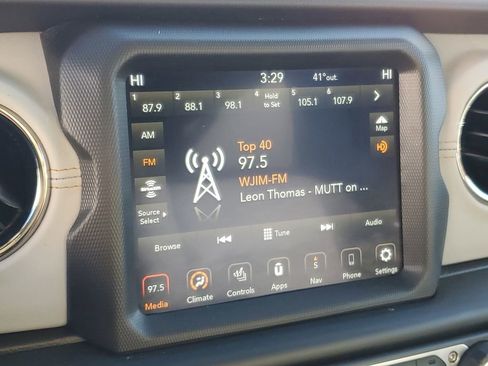 HI 3:29 41°out. HI
1 87.9 2 88.1 3 98.1 4 Hold to Set 5 105.1 6 107.9
AM
Map
FM
HD
Top 40
97.5
WJIM-FM
Leon Thomas - MUTT on ...
SiriusXM
Source
Select
Browse Tune Audio
97.5 S
Media Climate Controls Apps Nav Phone Settings